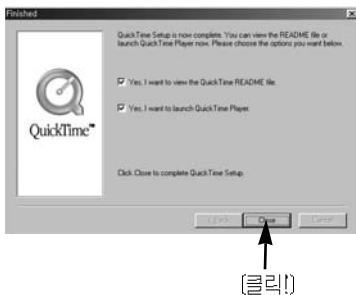 Finished
QuickTime Setup is now complete. You can view the README file or
launch QuickTime Player now. Please choose the options you want below.
Yes, I want to view the QuickTime README file.
Yes, I want to launch QuickTime Player.
QuickTime™
Click Close to complete QuickTime Setup.
< Back
Close
Cancel
(클릭!)